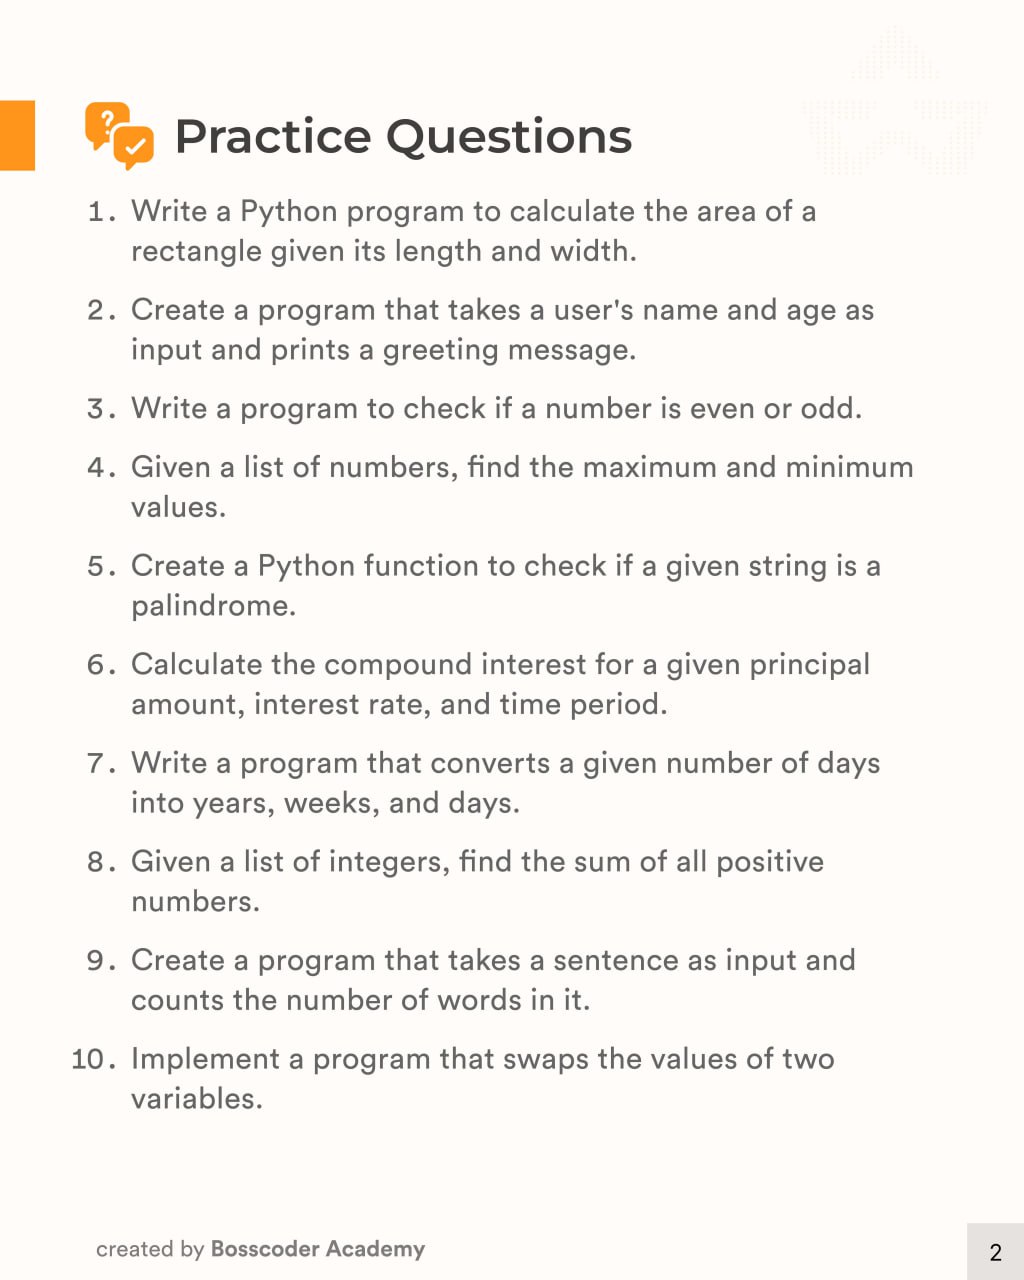 Practice Questions
1. Write a Python program to calculate the area of a
rectangle given its length and width.
2. Create a program that takes a user's name and age as
input and prints a greeting message.
3. Write a program to check if a number is even or odd.
4. Given a list of numbers, find the maximum and minimum
values.
5. Create a Python function to check if a given string is a
palindrome.
6. Calculate the compound interest for a given principal
amount, interest rate, and time period.
7. Write a program that converts a given number of days
into years, weeks, and days.
8. Given a list of integers, find the sum of all positive
numbers.
9. Create a program that takes a sentence as input and
counts the number of words in it.
10. Implement a program that swaps the values of two
variables.
created by Bosscoder Academy
2